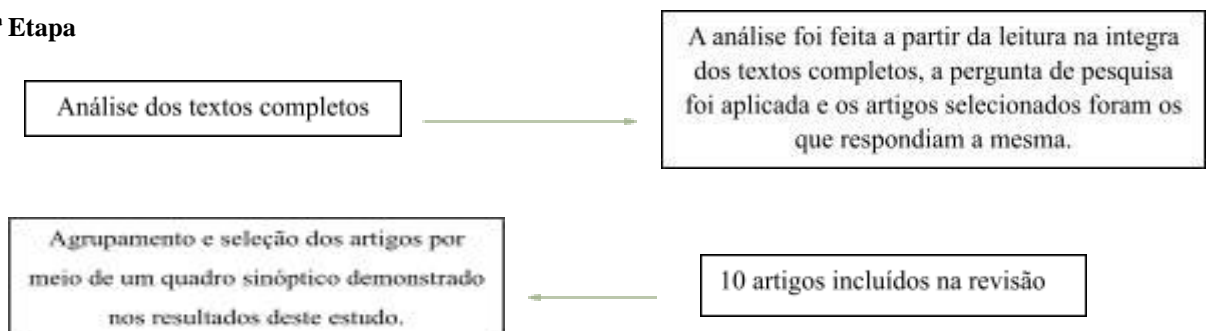 ª Etapa
Análise dos textos completos
A análise foi feita a partir da leitura na integra
dos textos completos, a pergunta de pesquisa
foi aplicada e os artigos selecionados foram os
que respondiam a mesma.
10 artigos incluídos na revisão
Agrupamento e seleção dos artigos por
meio de um quadro sinóptico demonstrado
nos resultados deste estudo.